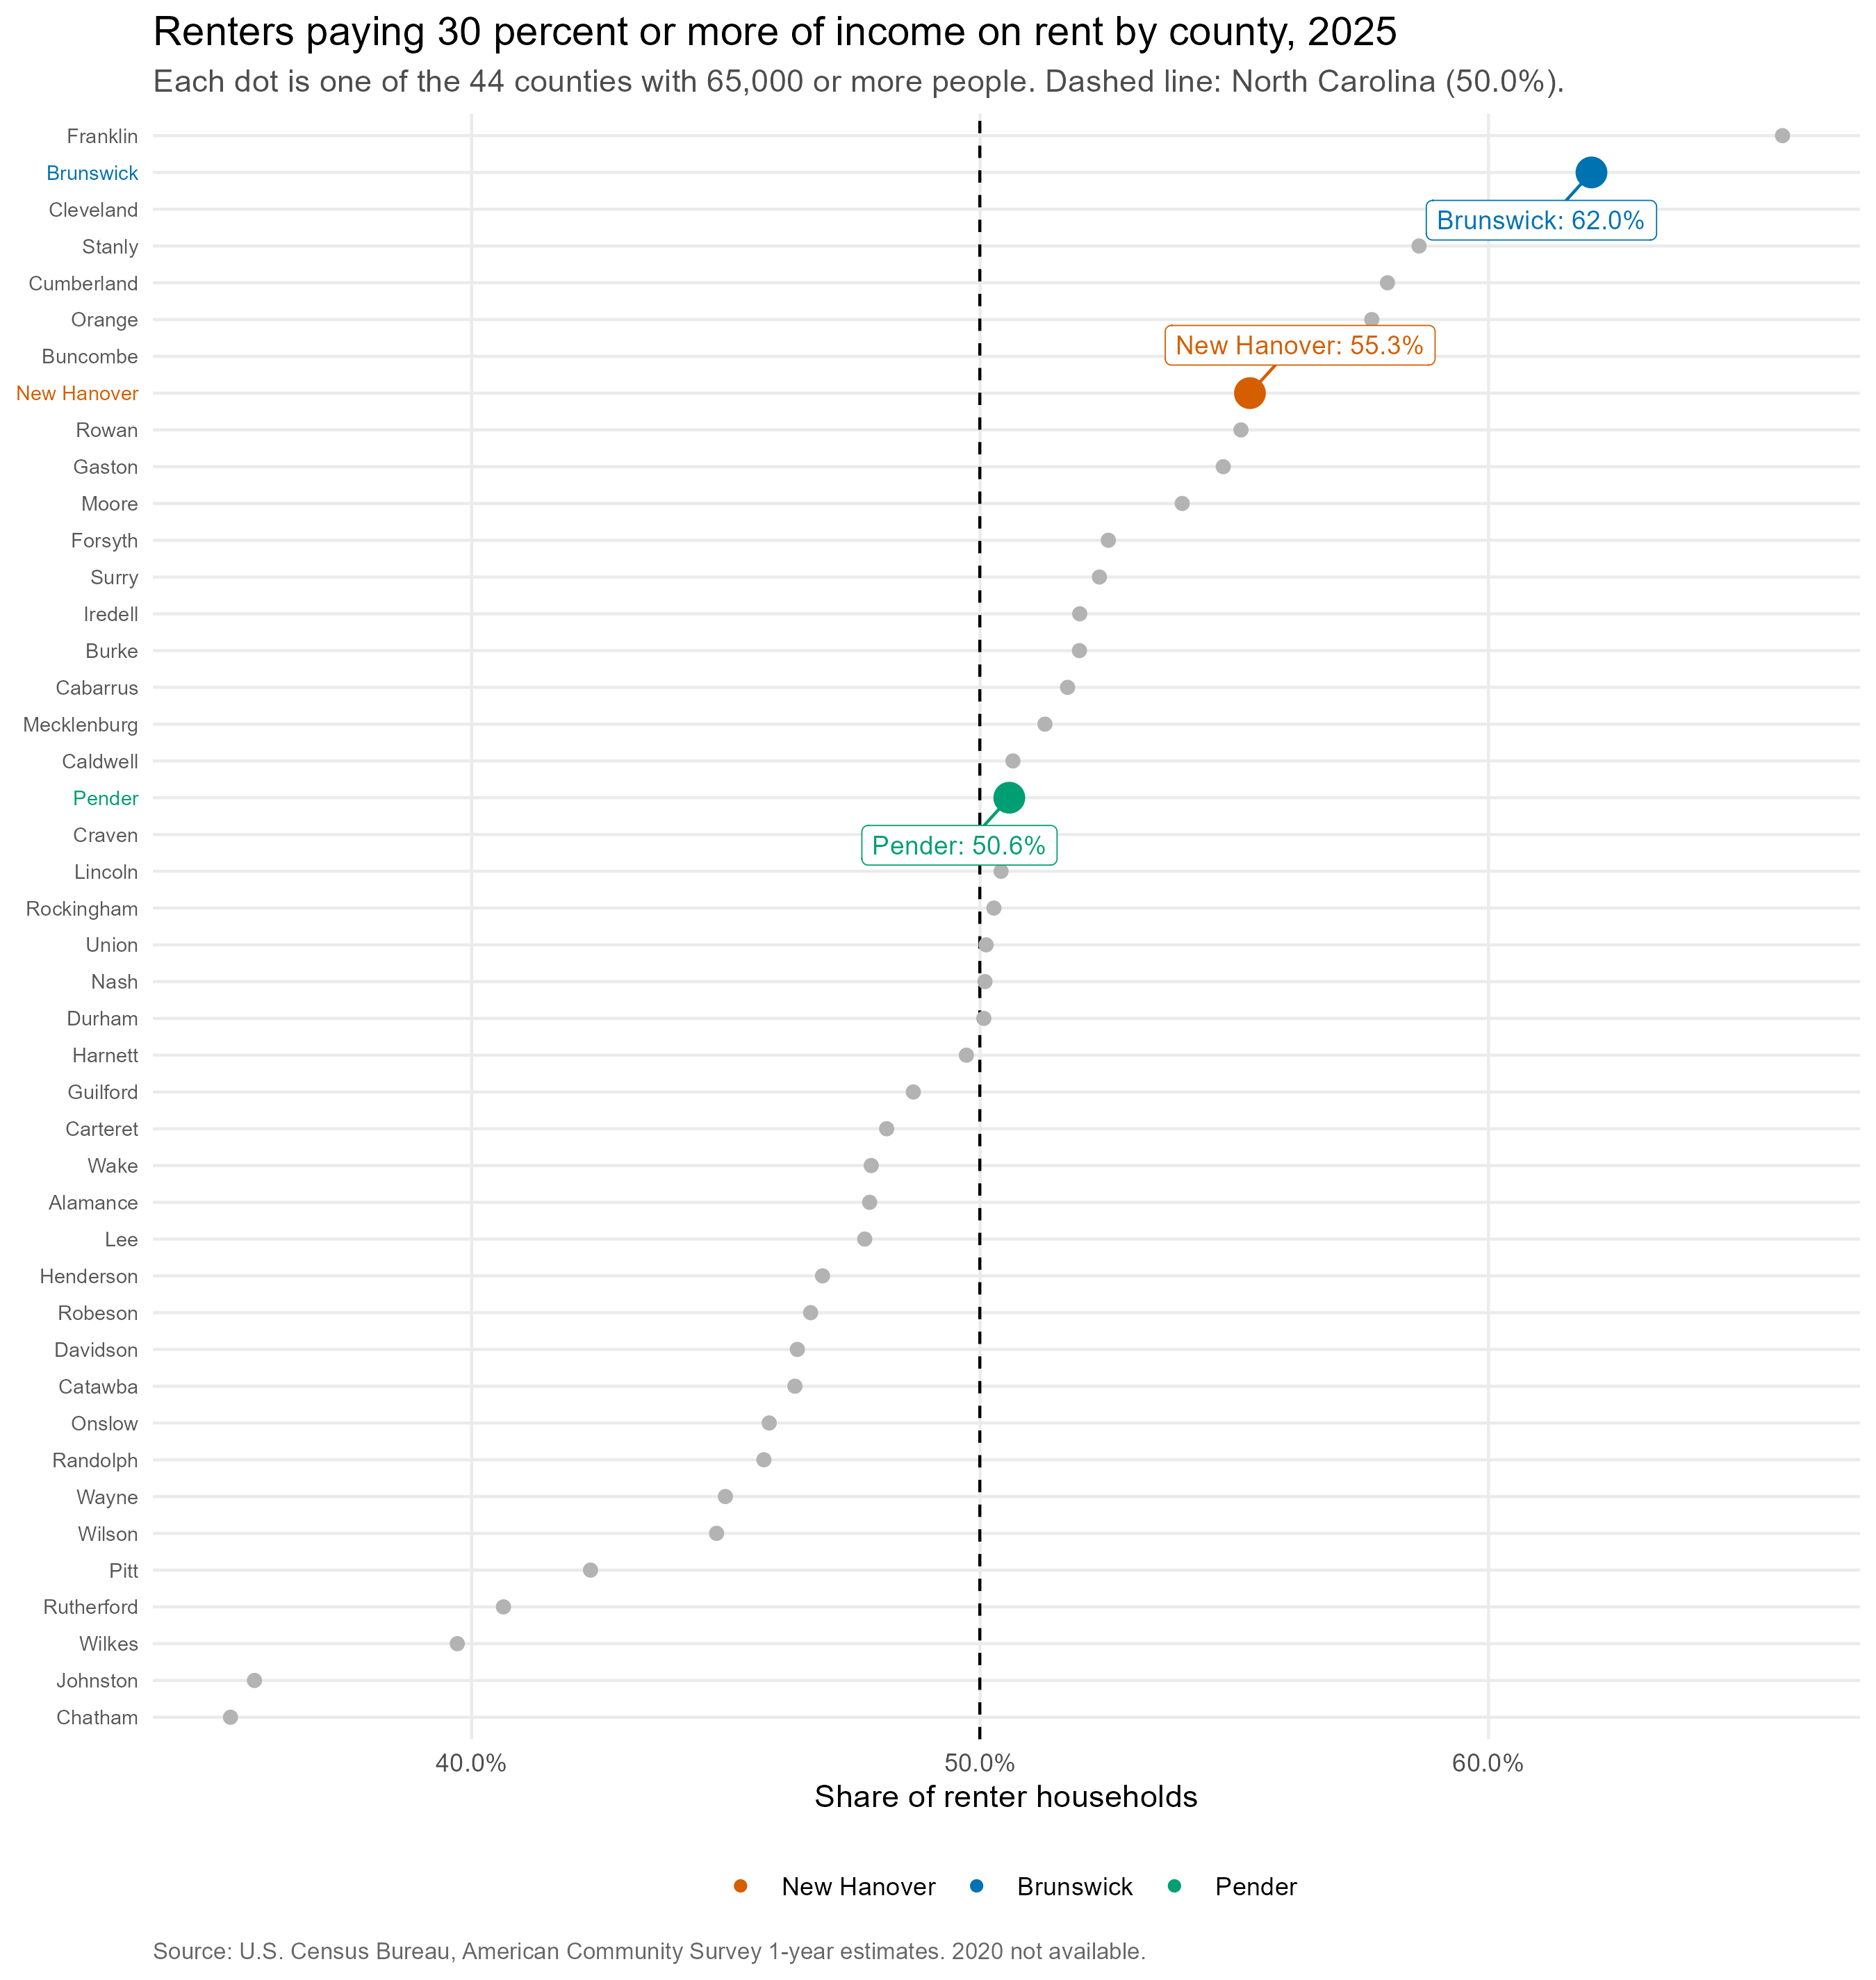 Renters paying 30 percent or more of income on rent by county, 2025
Each dot is one of the 44 counties with 65,000 or more people. Dashed line: North Carolina (50.0%).
Franklin
Brunswick
Cleveland
Brunswick: 62.0%
Stanly
Cumberland
Orange
New Hanover: 55.3%
Buncombe
New Hanover
Rowan
Gaston
Moore
Forsyth
Surry
Iredell
Burke
Cabarrus
Mecklenburg
Caldwell
Pender
Craven
Pender: 50.6%
Lincoln
Rockingham
Union
Nash
Durham
Harnett
Guilford
Carteret
Wake
Alamance
Lee
Henderson
Robeson
Davidson
Catawba
Onslow
Randolph
Wayne
Wilson
Pitt
Rutherford
Wilkes
Johnston
Chatham
40.0% 50.0% 60.0%
Share of renter households
New Hanover Brunswick Pender
Source: U.S. Census Bureau, American Community Survey 1-year estimates. 2020 not available.